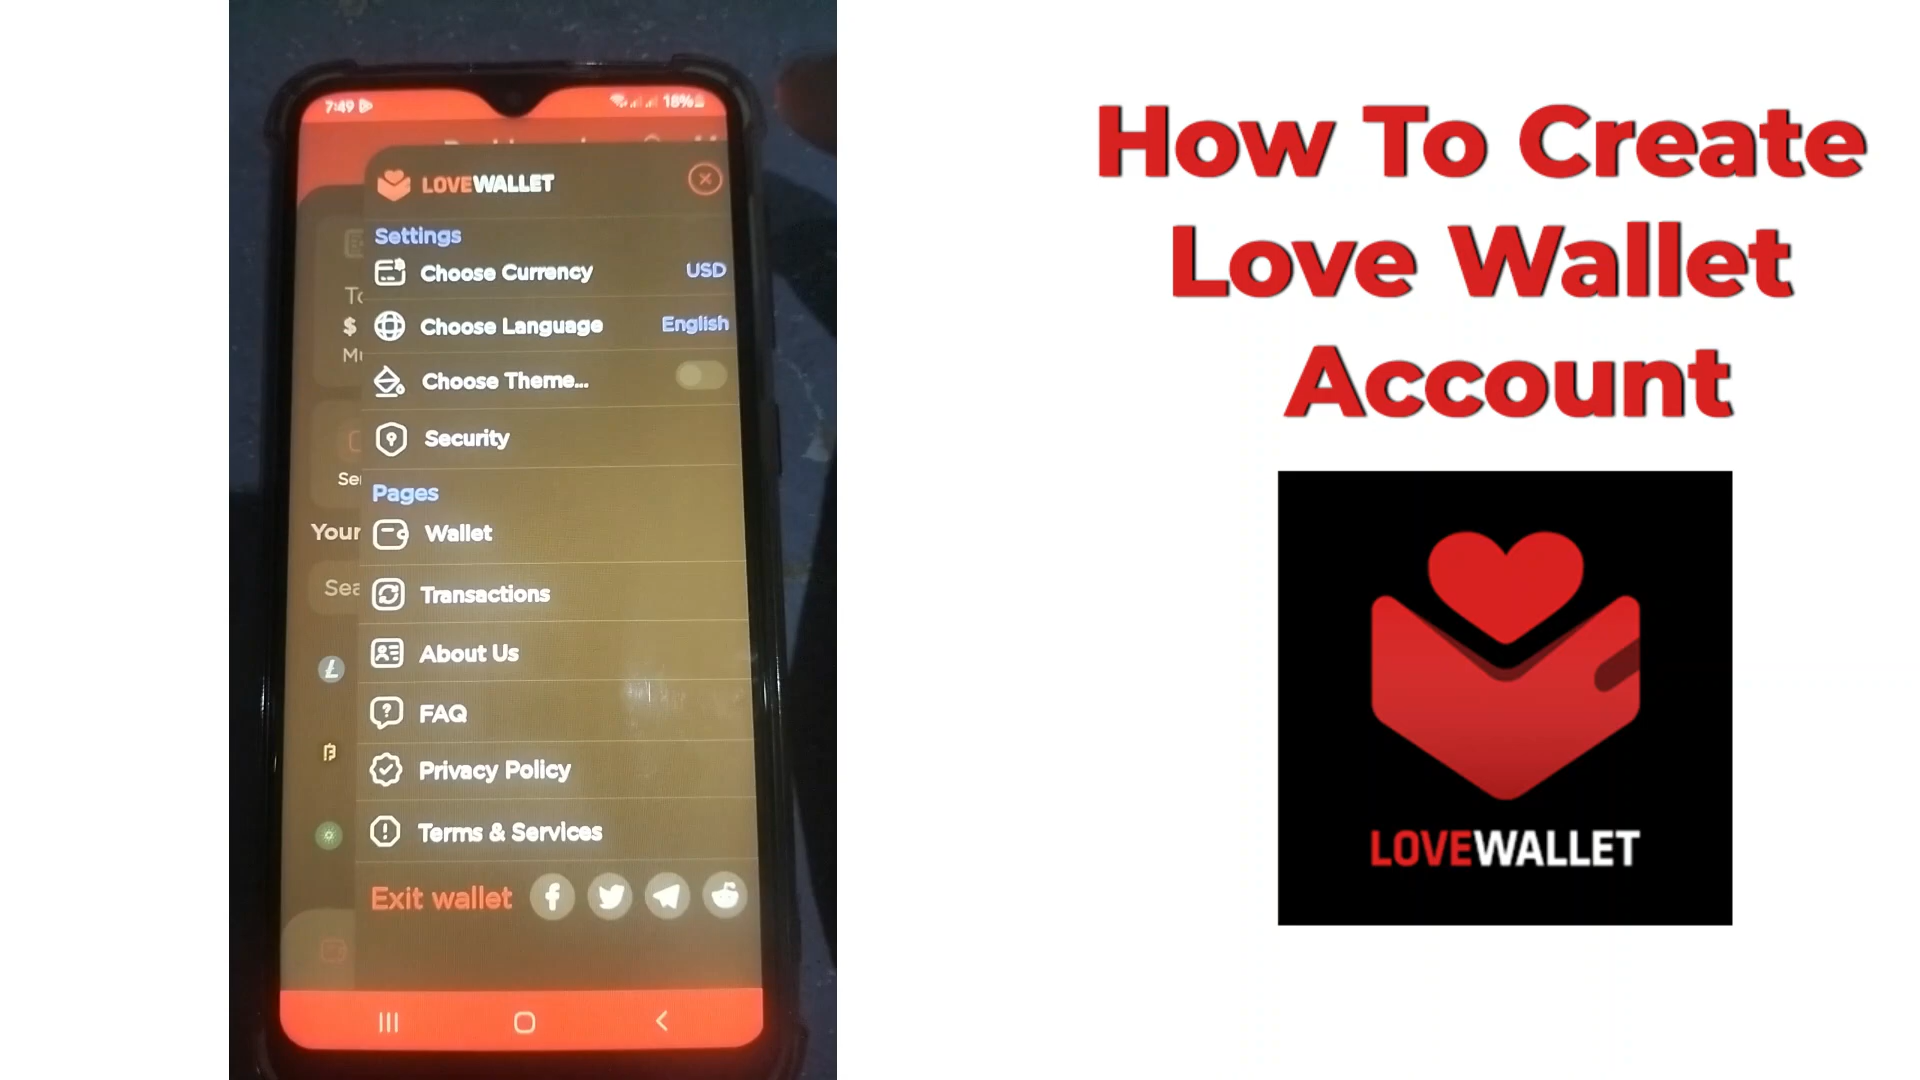 7:49
18%
LOVEWALLET
Settings
Choose Currency
USD
Choose Language
English
Choose Theme...
Security
Pages
Wallet
Transactions
About Us
FAQ
Privacy Policy
Terms & Services
Exit wallet
$
Your
How To Create
Love Wallet
Account
LOVEWALLET